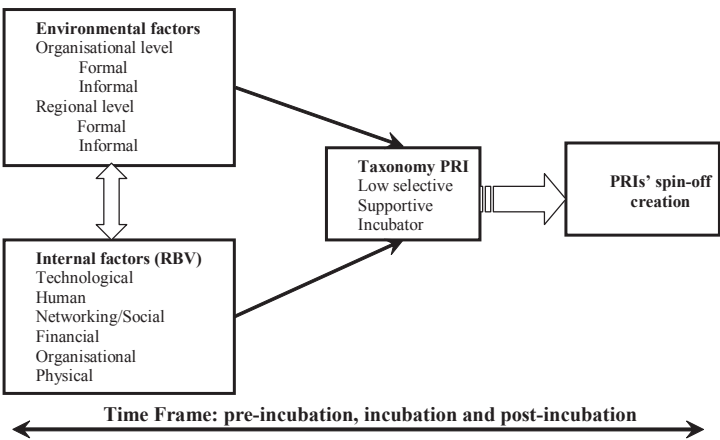 Environmental factors
Organisational level
Formal
Informal
Regional level
Formal
Informal
Taxonomy PRI
Low selective
Supportive
Incubator
PRIs' spin-off
creation
Internal factors (RBV)
Technological
Human
Networking/Social
Financial
Organisational
Physical
Time Frame: pre-incubation, incubation and post-incubation